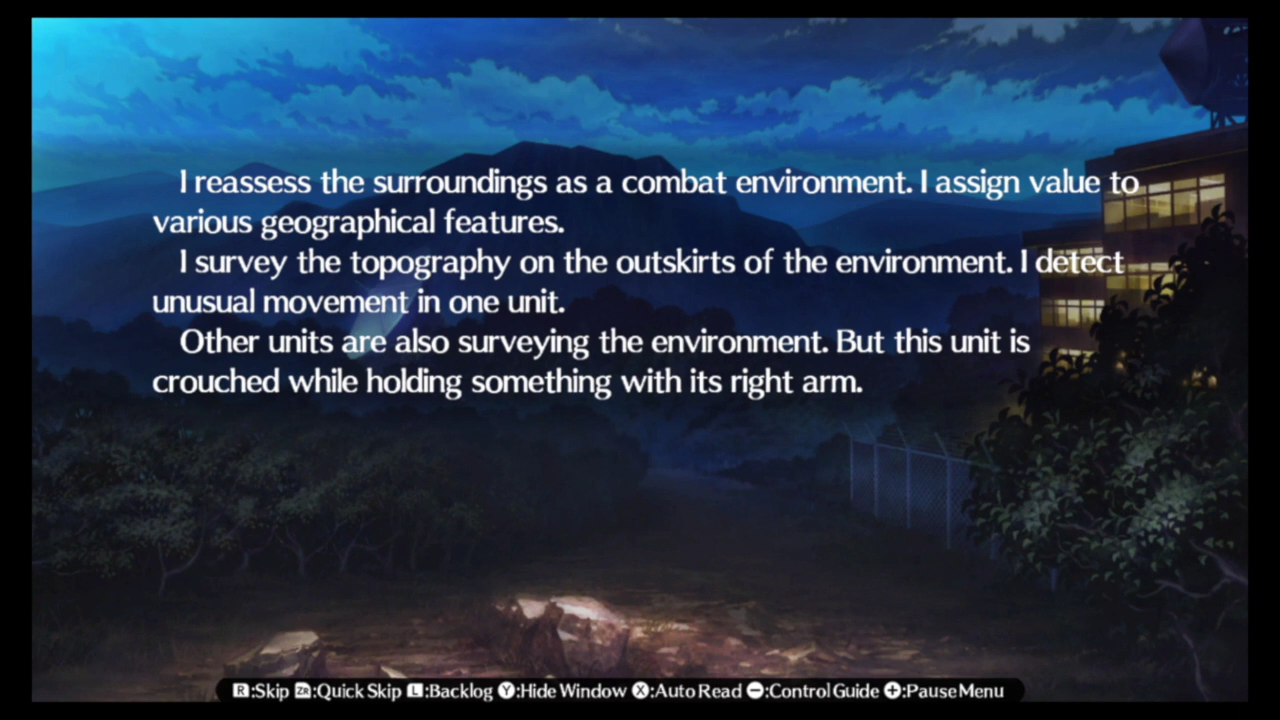 I reassess the surroundings as a combat environment. I assign value to
various geographical features.
I survey the topography on the outskirts of the environment. I detect
unusual movement in one unit.
Other units are also surveying the environment. But this unit is
crouched while holding something with its right arm.
R:Skip ZR:Quick Skip L:Backlog Y:Hide Window X:Auto Read −:Control Guide +:Pause Menu